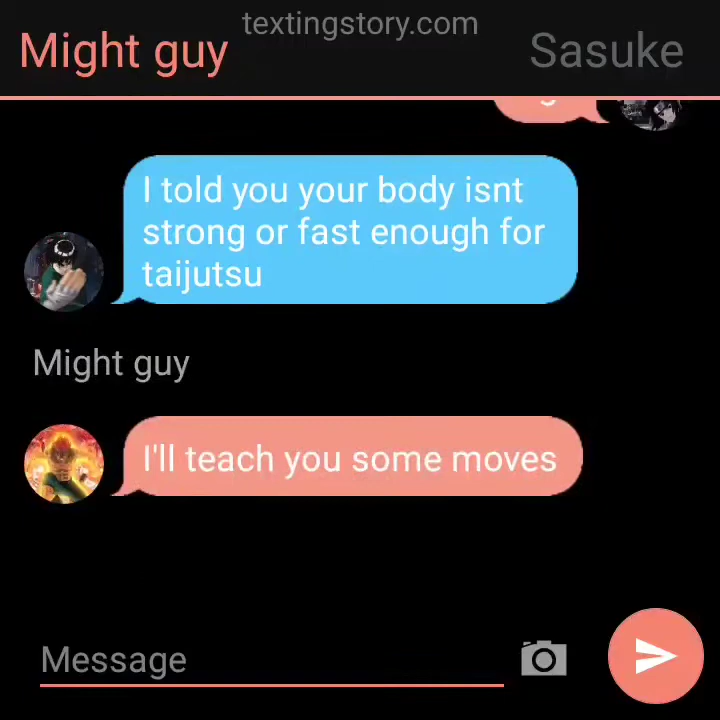 textingstory.com
Might guy
Sasuke
I told you your body isnt
strong or fast enough for
taijutsu
Might guy
I'll teach you some moves
Message